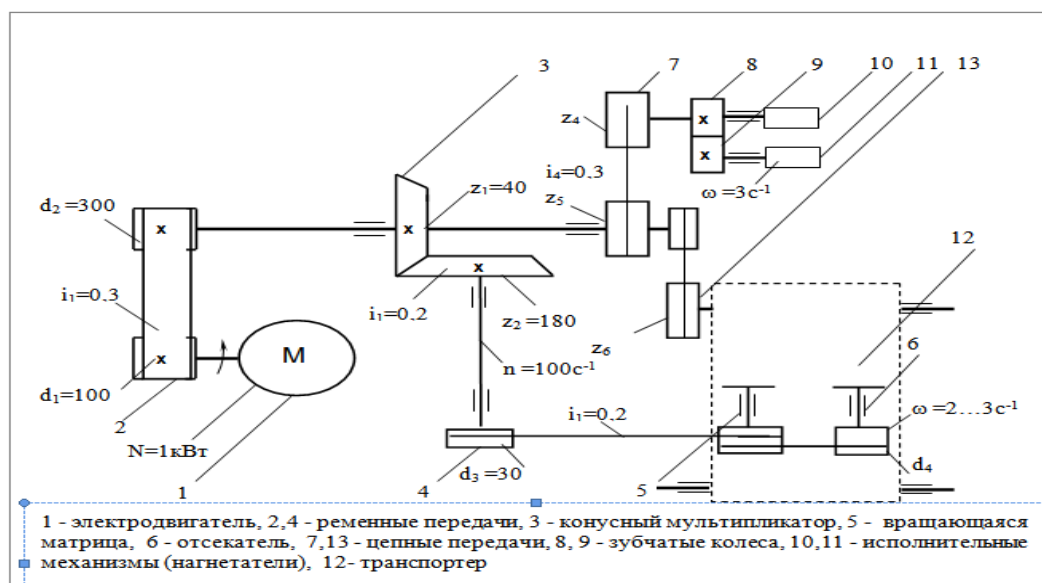 3
7
8
9
10
11
13
z₄
i₄=0,3
ω=3c⁻¹
z₁=40
z₅
d₂=300
12
i₁=0,3
i₁=0,2
z₂=180
z₆
M
n=100c⁻¹
6
d₁=100
i₁=0,2
ω=2...3c⁻¹
2
N=1кВт
d₃=30
d₄
1
4
5
1 - электродвигатель, 2,4 - ременные передачи, 3 - конусный мультипликатор, 5 - вращающаяся
матрица, 6 - отсекатель, 7,13 - цепные передачи, 8, 9 - зубчатые колеса, 10,11 - исполнительные
механизмы (нагнетатели), 12- транспортер